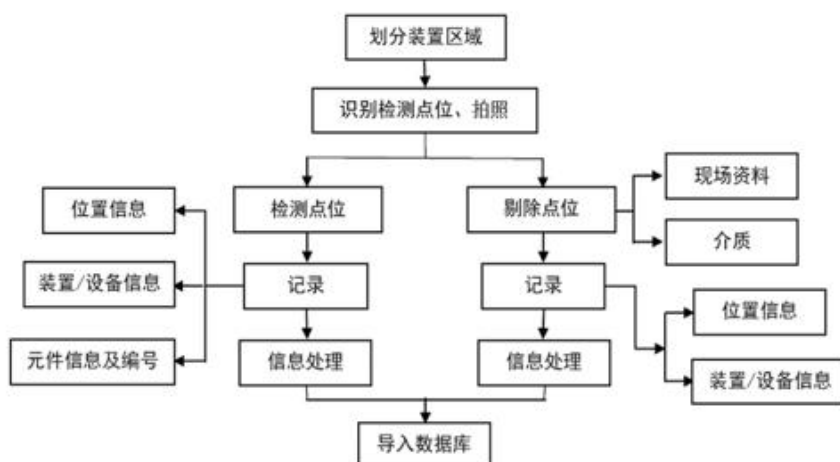 划分装置区域
识别检测点位、拍照
现场资料
位置信息
检测点位
剔除点位
介质
装置/设备信息
记录
记录
位置信息
元件信息及编号
信息处理
信息处理
装置/设备信息
导入数据库